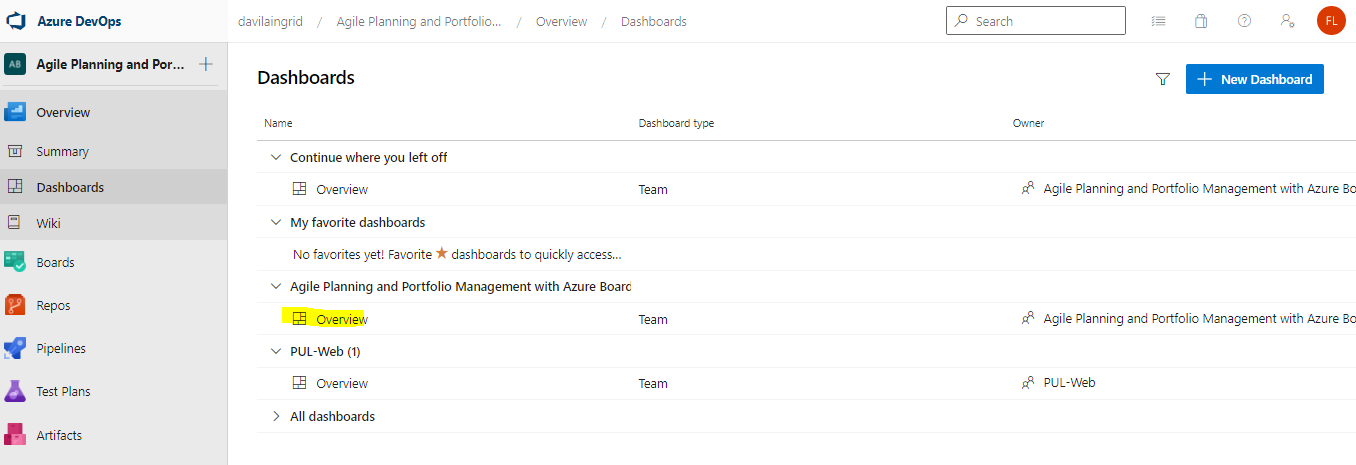 Azure DevOps
davilaingrid / Agile Planning and Portfolio... / Overview / Dashboards
Search
FL
AB
Agile Planning and Por...
Overview
Summary
Dashboards
Wiki
Boards
Repos
Pipelines
Test Plans
Artifacts
Dashboards
New Dashboard
Name Dashboard type Owner
Continue where you left off
Overview Team Agile Planning and Portfolio Management with Azure Bo
My favorite dashboards
No favorites yet! Favorite ★ dashboards to quickly access...
Agile Planning and Portfolio Management with Azure Board
Overview Team Agile Planning and Portfolio Management with Azure Bo
PUL-Web (1)
Overview Team PUL-Web
All dashboards